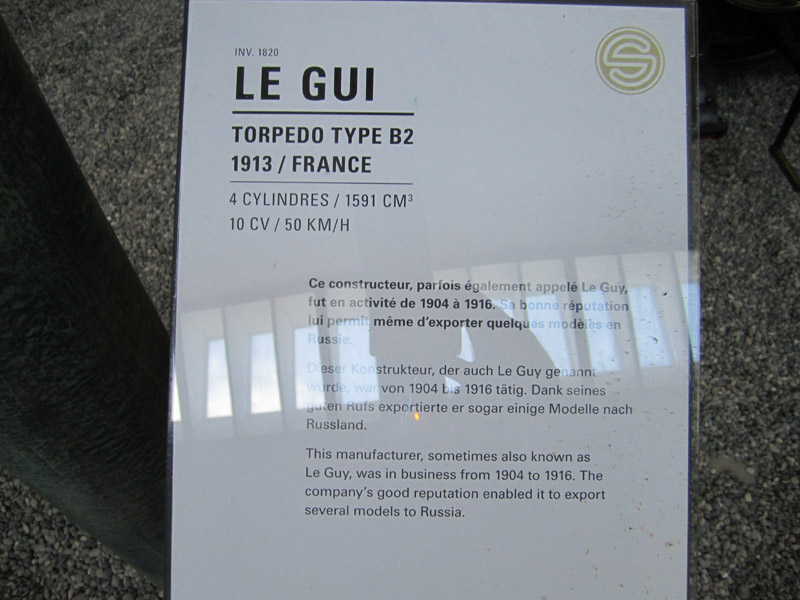 INV. 1820
LE GUI
TORPEDO TYPE B2
1913 / FRANCE
4 CYLINDRES / 1591 CM³
10 CV / 50 KM/H
Ce constructeur, parfois également appelé Le Guy,
fut en activité de 1904 à 1916. Sa bonne réputation
lui permit même d'exporter quelques modèles en
Russie.
Dieser Konstrukteur, der auch Le Guy genannt
wurde, war von 1904 bis 1916 tätig. Dank seines
guten Rufs exportierte er sogar einige Modelle nach
Russland.
This manufacturer, sometimes also known as
Le Guy, was in business from 1904 to 1916. The
company's good reputation enabled it to export
several models to Russia.